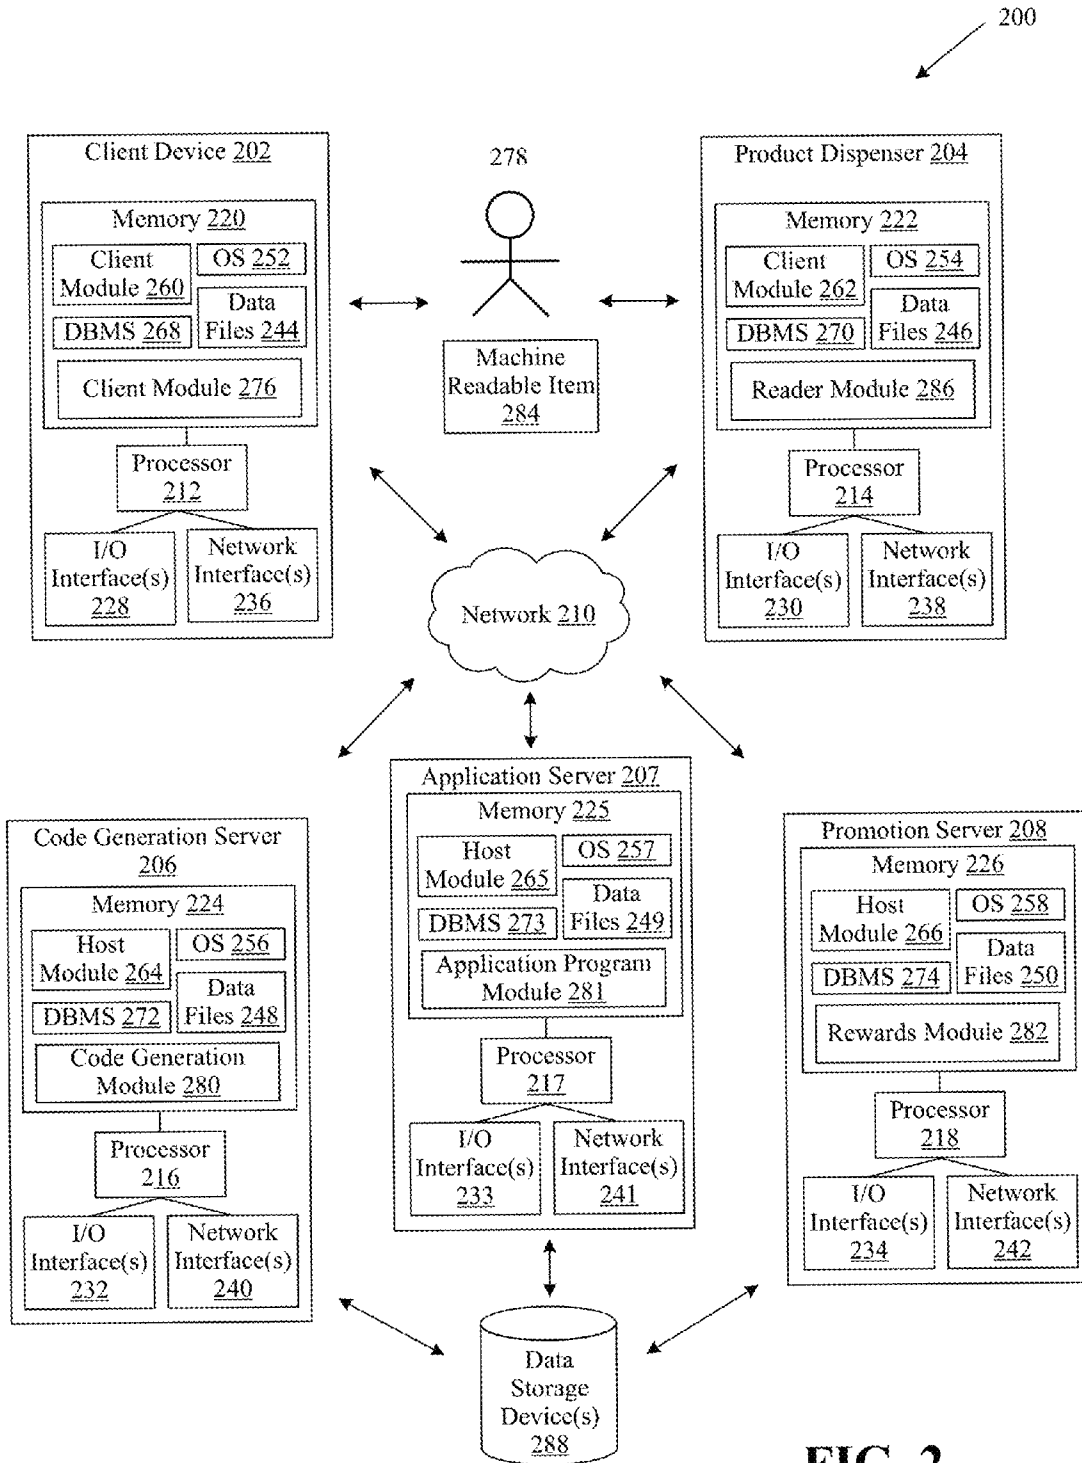 200
Client Device 202
Memory 220
Client
Module 260
OS 252
Data
Files 244
DBMS 268
Client Module 276
Processor
212
I/O
Interface(s)
228
Network
Interface(s)
236
278
Machine
Readable Item
284
Product Dispenser 204
Memory 222
Client
Module 262
OS 254
Data
Files 246
DBMS 270
Reader Module 286
Processor
214
I/O
Interface(s)
230
Network
Interface(s)
238
Network 210
Code Generation Server
206
Memory 224
Host
Module 264
OS 256
Data
Files 248
DBMS 272
Code Generation
Module 280
Processor
216
I/O
Interface(s)
232
Network
Interface(s)
240
Application Server 207
Memory 225
Host
Module 265
OS 257
Data
Files 249
DBMS 273
Application Program
Module 281
Processor
217
I/O
Interface(s)
233
Network
Interface(s)
241
Promotion Server 208
Memory 226
Host
Module 266
OS 258
Data
Files 250
DBMS 274
Rewards Module 282
Processor
218
I/O
Interface(s)
234
Network
Interface(s)
242
Data
Storage
Device(s)
288
FIG. 2